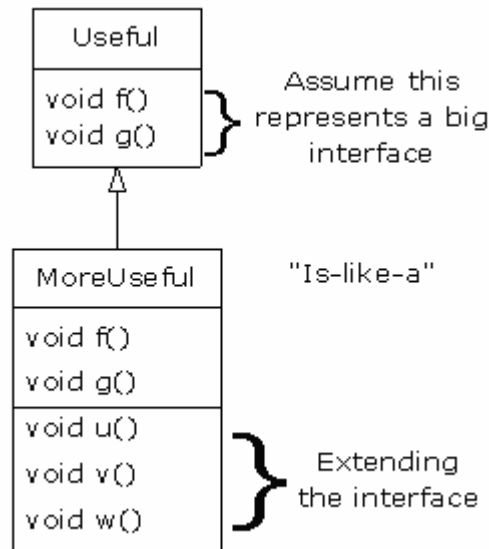 Useful
void f()
void g()
Assume this
represents a big
interface
MoreUseful
"Is-like-a"
void f()
void g()
void u()
void v()
void w()
Extending
the interface